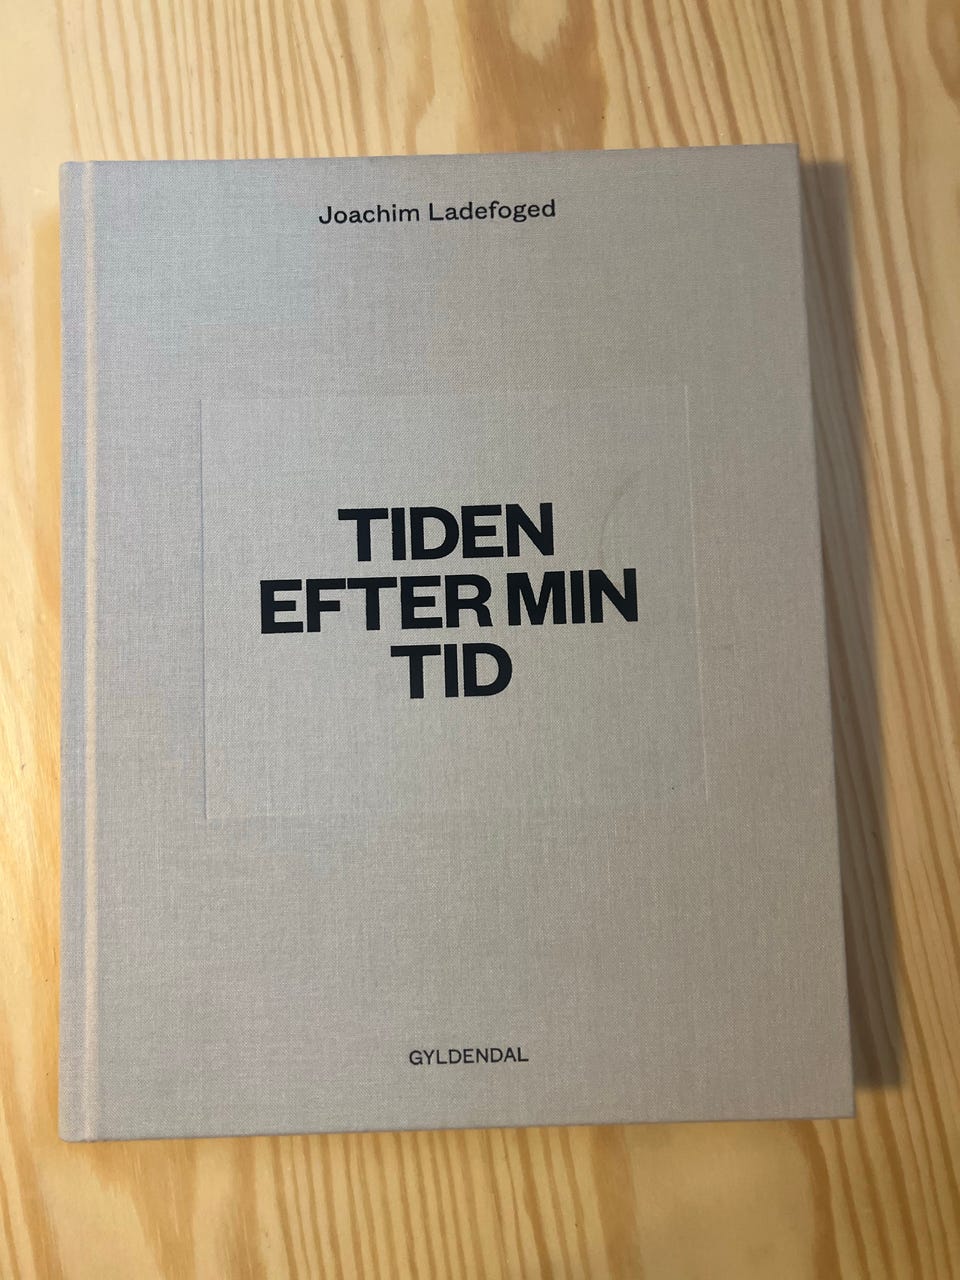 Joachim Ladefoged
TIDEN
EFTER MIN
TID
GYLDENDAL